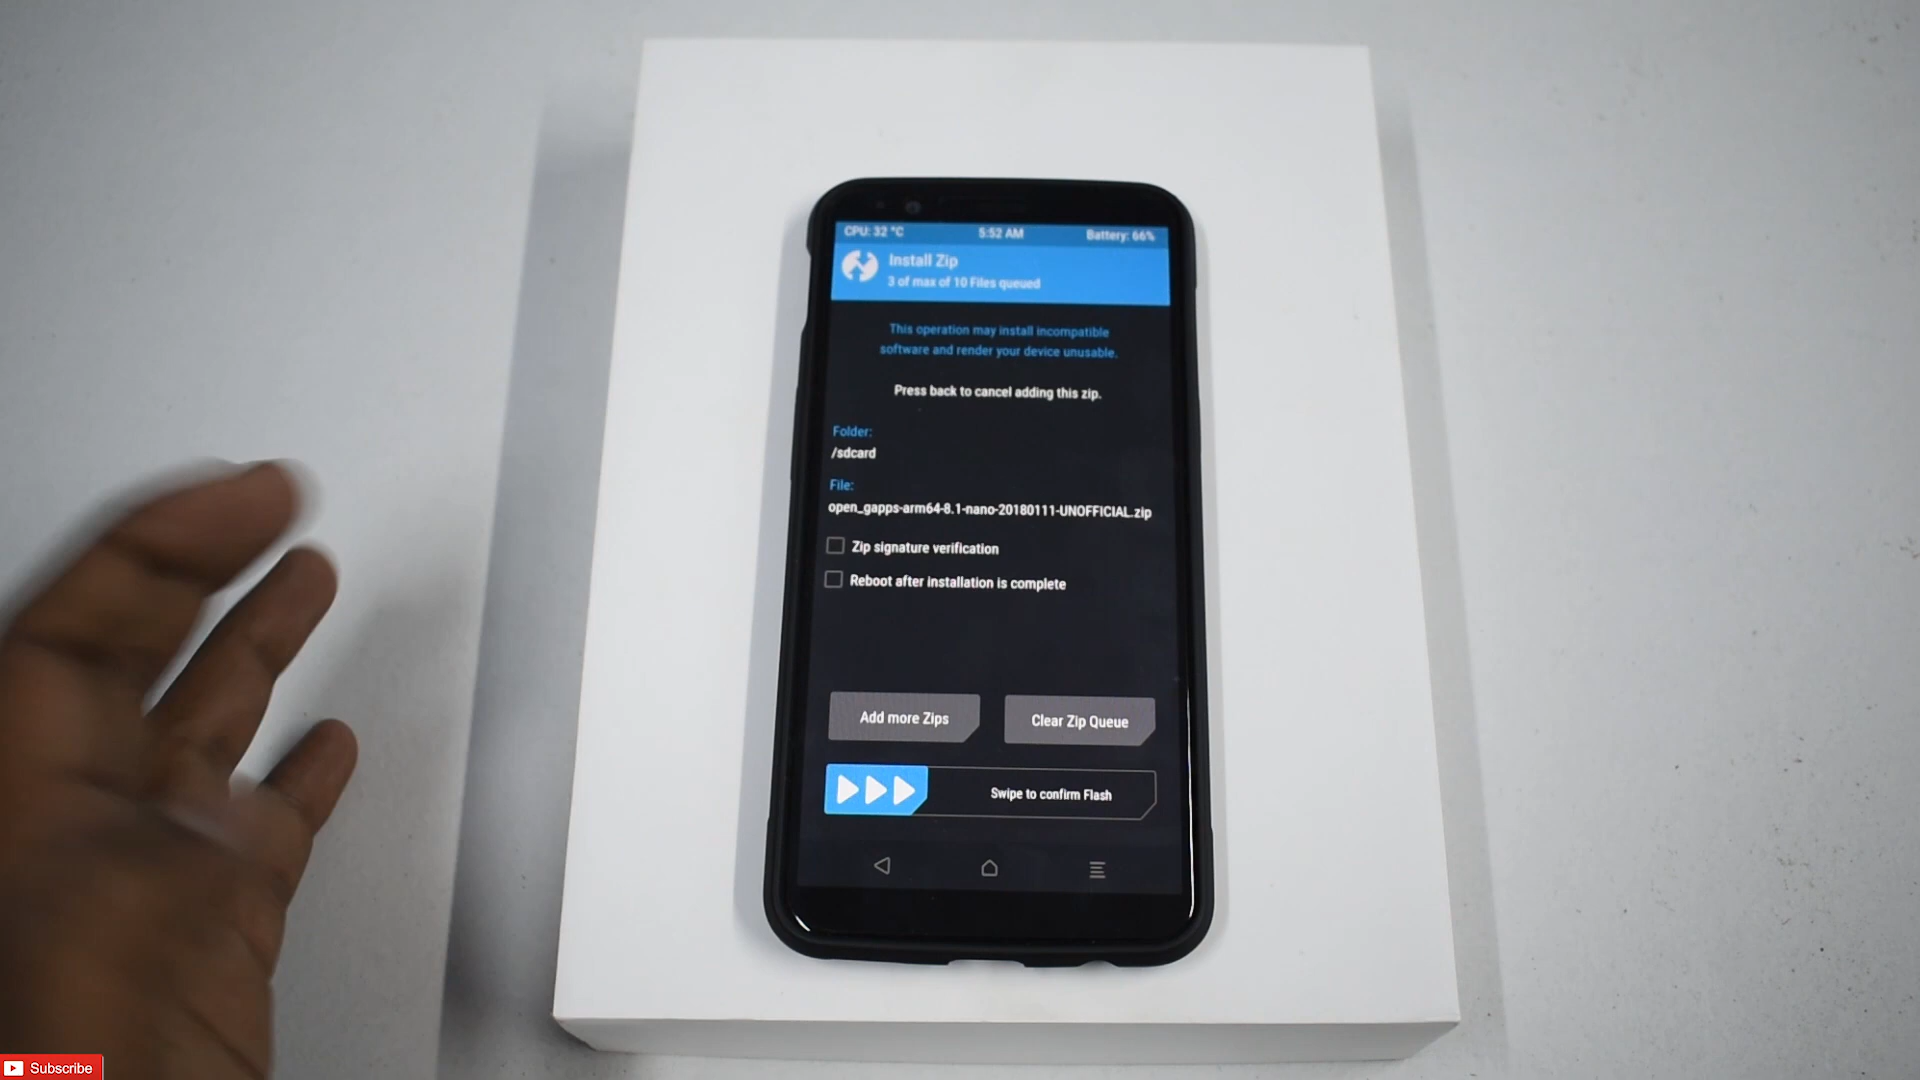 CPU: 32 °C 5:52 AM Battery: 66%
Install Zip
3 of max of 10 Files queued
This operation may install incompatible
software and render your device unusable.
Press back to cancel adding this zip.
Folder:
/sdcard
File:
open_gapps-arm64-8.1-nano-20180111-UNOFFICIAL.zip
Zip signature verification
Reboot after installation is complete
Add more Zips Clear Zip Queue
Swipe to confirm Flash
Subscribe